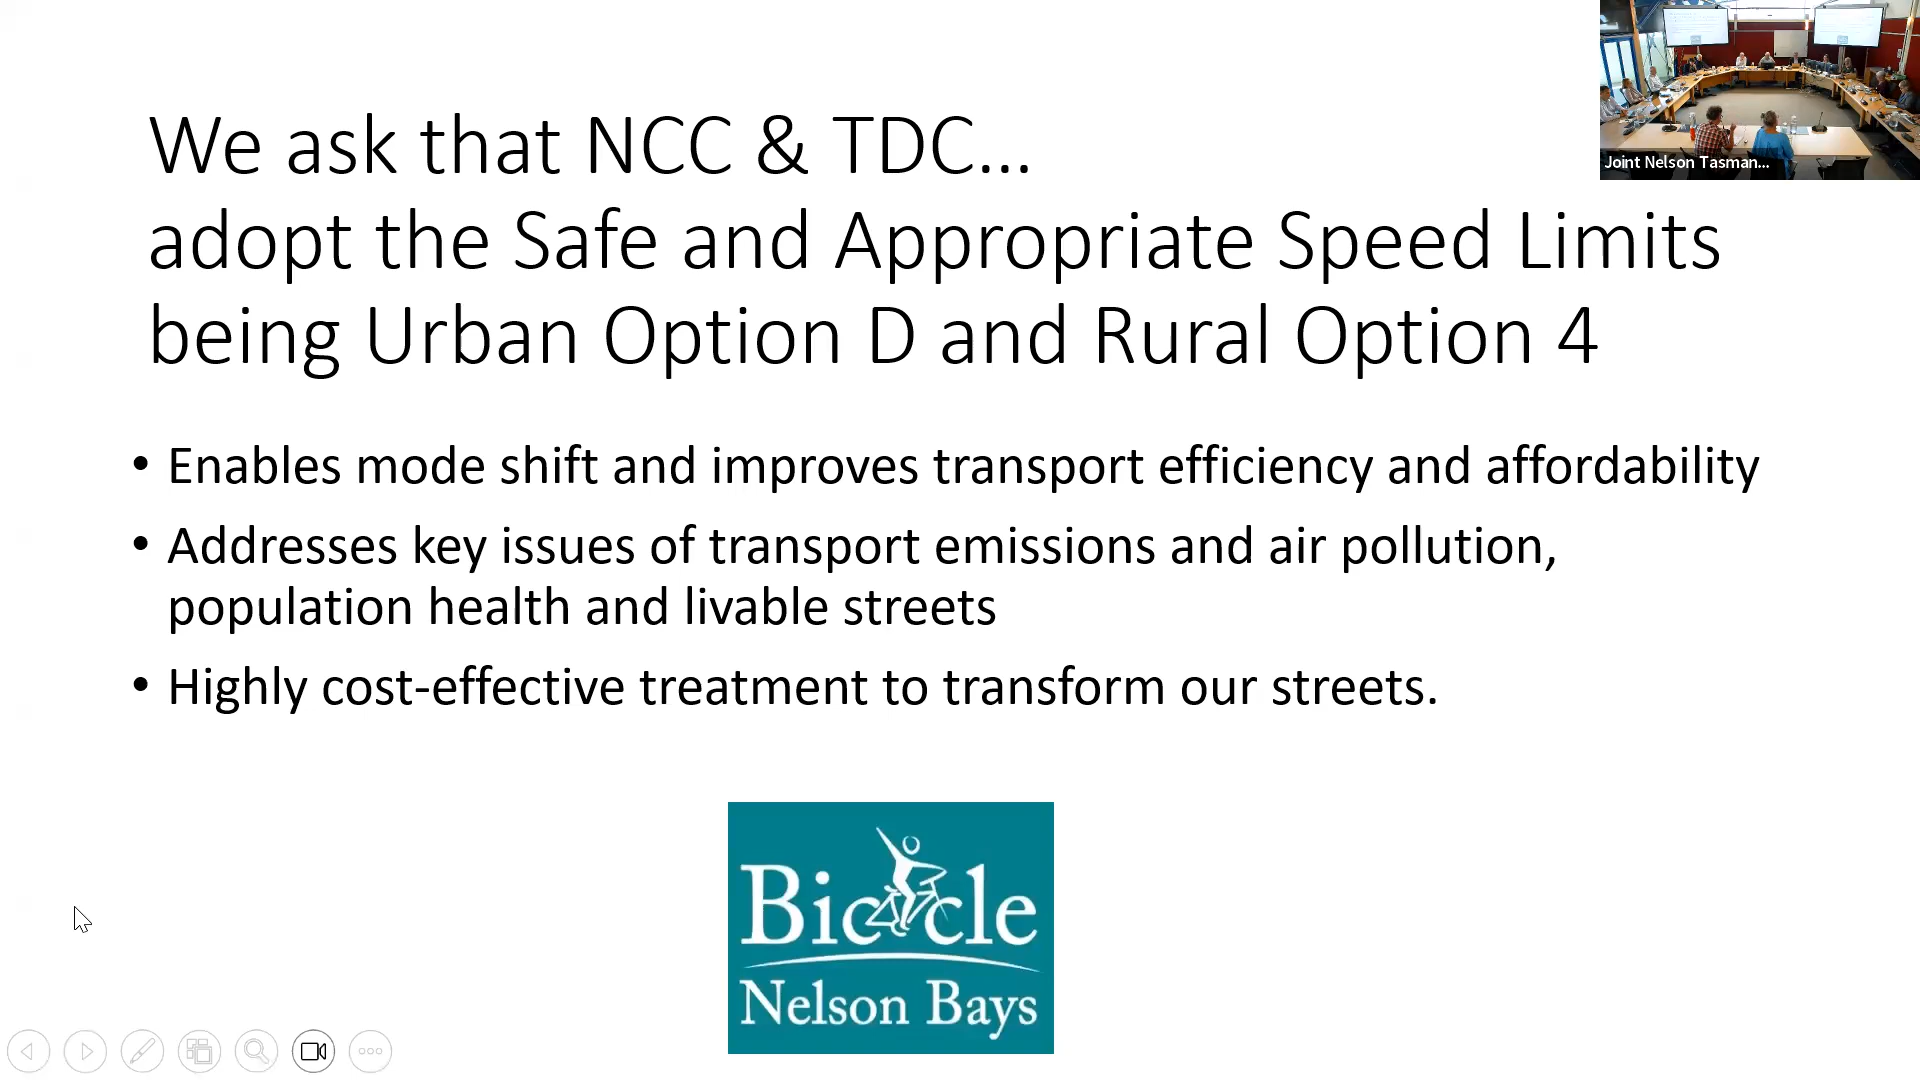 We ask that NCC & TDC...
adopt the Safe and Appropriate Speed Limits
being Urban Option D and Rural Option 4
• Enables mode shift and improves transport efficiency and affordability
• Addresses key issues of transport emissions and air pollution,
population health and livable streets
• Highly cost-effective treatment to transform our streets.
Joint Nelson Tasman...
Bicycle
Nelson Bays